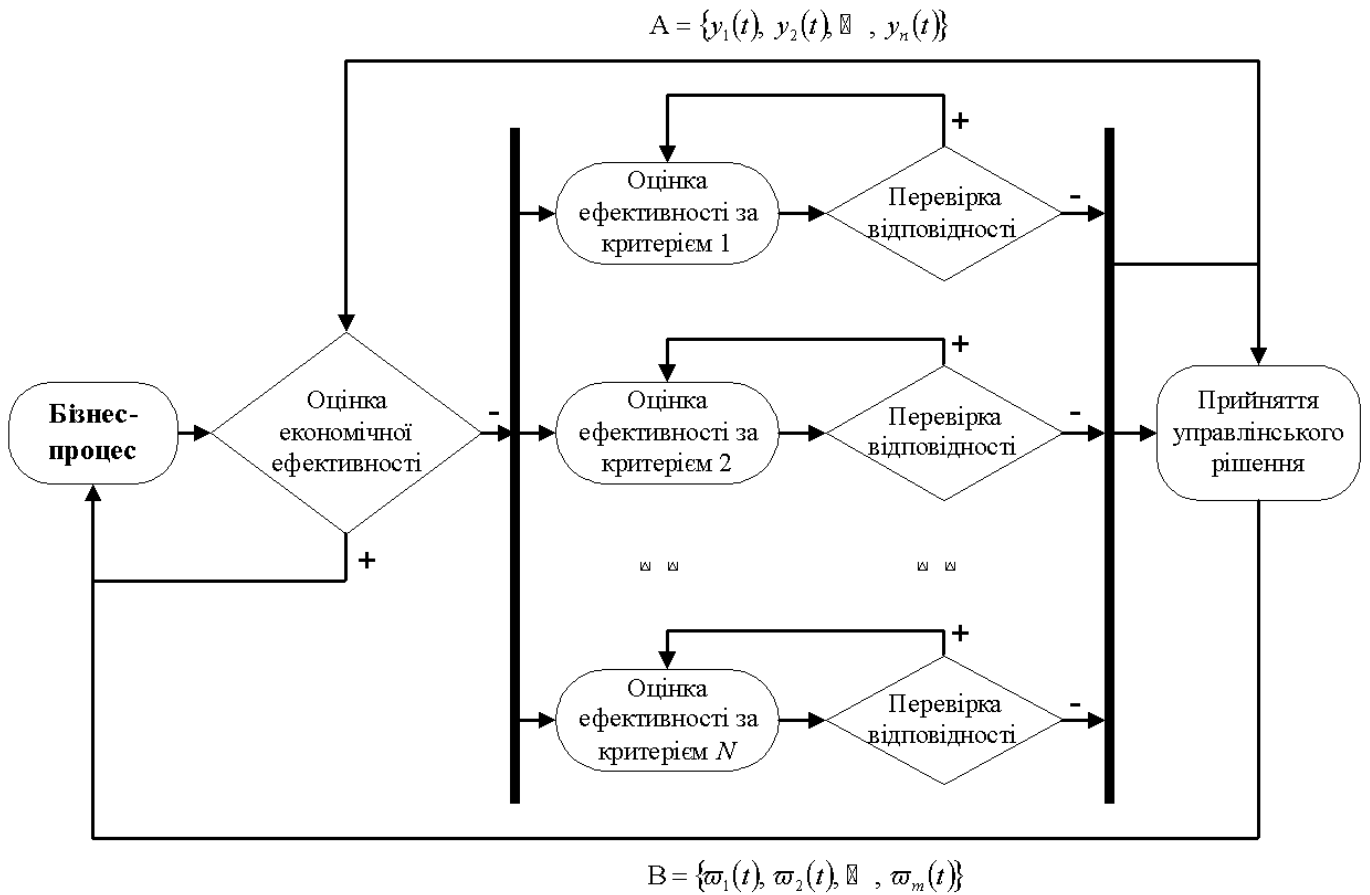 A = {y₁(t), y₂(t), , yₙ(t)}
+
Оцінка
ефективності за
критерієм 1
Перевірка
відповідності
-
+
Бізнес-
процес
Оцінка
економічної
ефективності
-
Оцінка
ефективності за
критерієм 2
Перевірка
відповідності
-
Прийняття
управлінського
рішення
+
+
Оцінка
ефективності за
критерієм N
Перевірка
відповідності
-
B = {ϖ₁(t), ϖ₂(t), , ϖₘ(t)}